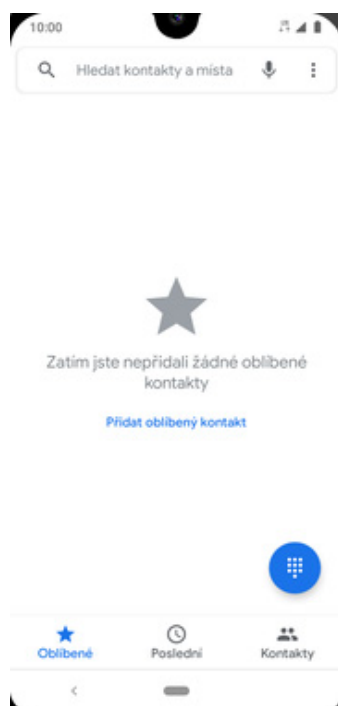 10:00
Hledat kontakty a místa
Zatím jste nepřidali žádné oblíbené
kontakty
Přidat oblíbený kontakt
Oblíbené
Poslední
Kontakty